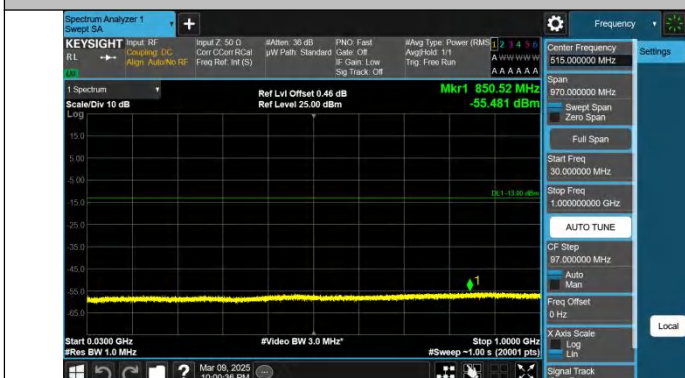 Spectrum Analyzer 1
Swept SA
Frequency
KEYSIGHT
RL
Input: RF
Coupling: DC
Align: Auto/No RF
Input Z: 50 Ω
Corr CCorr RCal
Freq Ref: Int (S)
#Atten: 36 dB
µW Path: Standard
PNO: Fast
Gate: Off
IF Gain: Low
Sig Track: Off
#Avg Type: Power (RMS)
Avg|Hold: 1/1
Trig: Free Run
1 2 3 4 5 6
A W W W W W
A A A A A A
1 Spectrum
Scale/Div 10 dB
Ref Lvl Offset 0.46 dB
Ref Level 25.00 dBm
Mkr1 850.52 MHz
-55.481 dBm
Log
15.0
5.00
-5.00
-15.0
-25.0
-35.0
-45.0
-55.0
-65.0
DL1 -13.00 dBm
1
Start 0.0300 GHz
#Res BW 1.0 MHz
#Video BW 3.0 MHz*
Stop 1.0000 GHz
#Sweep ~1.00 s (20001 pts)
Mar 09, 2025
10:00:36 PM
Center Frequency
515.000000 MHz
Span
970.000000 MHz
Swept Span
Zero Span
Full Span
Start Freq
30.000000 MHz
Stop Freq
1.000000000 GHz
AUTO TUNE
CF Step
97.000000 MHz
Auto
Man
Freq Offset
0 Hz
X Axis Scale
Log
Lin
Signal Track
Settings
Local